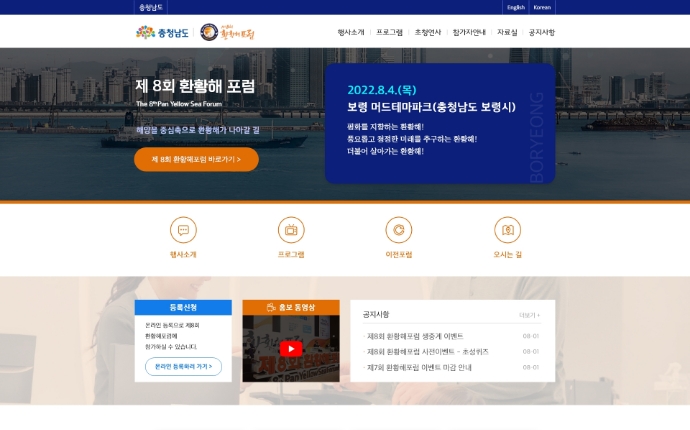 충청남도
English
Korean
충청남도
환황해 포럼
행사소개
프로그램
초청연사
참가자안내
자료실
공지사항
제 8회 환황해 포럼
The 8th Pan Yellow Sea Forum
해양을 중심축으로 환황해가 나아갈 길
제 8회 환황해포럼 바로가기 >
2022.8.4.(목)
보령 머드테마파크(충청남도 보령시)
평화를 지향하는 환황해!
풍요롭고 청정한 미래를 추구하는 환황해!
더불어 살아가는 환황해!
BORYEONG
행사소개
프로그램
이전포럼
오시는 길
등록신청
온라인 등록으로 제8회
환황해포럼에
참가하실 수 있습니다.
온라인 등록하러 가기 >
홍보 동영상
공지사항
더보기 >
· 제8회 환황해포럼 생중계 이벤트
08-01
· 제8회 환황해포럼 사전이벤트 - 초성퀴즈
08-01
· 제7회 환황해포럼 이벤트 마감 안내
08-01